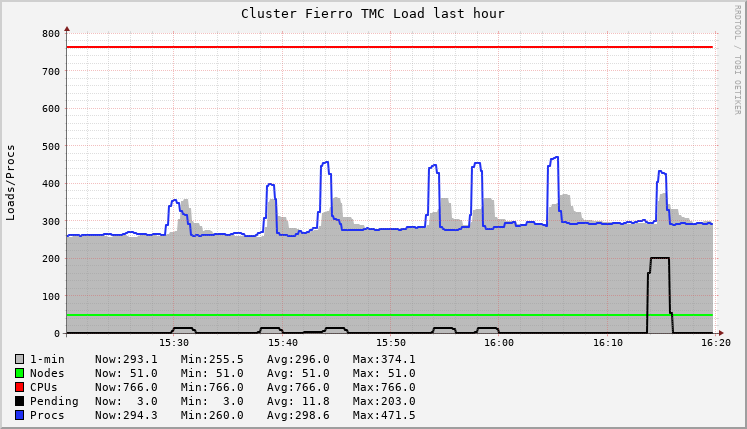 Cluster Fierro TMC Load last hour
RRDTOOL / TOBI OETIKER
Loads/Procs
800
700
600
500
400
300
200
100
0
15:30 15:40 15:50 16:00 16:10 16:20
1-min Now:293.1 Min:255.5 Avg:296.0 Max:374.1
Nodes Now: 51.0 Min: 51.0 Avg: 51.0 Max: 51.0
CPUs Now:766.0 Min:766.0 Avg:766.0 Max:766.0
Pending Now: 3.0 Min: 3.0 Avg: 11.8 Max:203.0
Procs Now:294.3 Min:260.0 Avg:298.6 Max:471.5